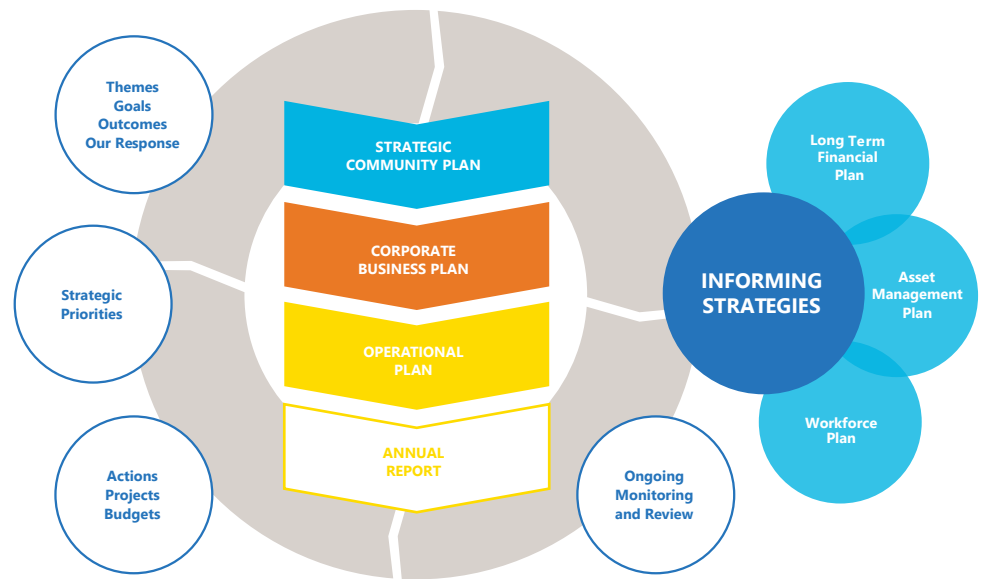 Themes
Goals
Outcomes
Our Response
Strategic
Priorities
Actions
Projects
Budgets
STRATEGIC
COMMUNITY PLAN
CORPORATE
BUSINESS PLAN
OPERATIONAL
PLAN
ANNUAL
REPORT
Ongoing
Monitoring
and Review
INFORMING
STRATEGIES
Long Term
Financial
Plan
Asset
Management
Plan
Workforce
Plan